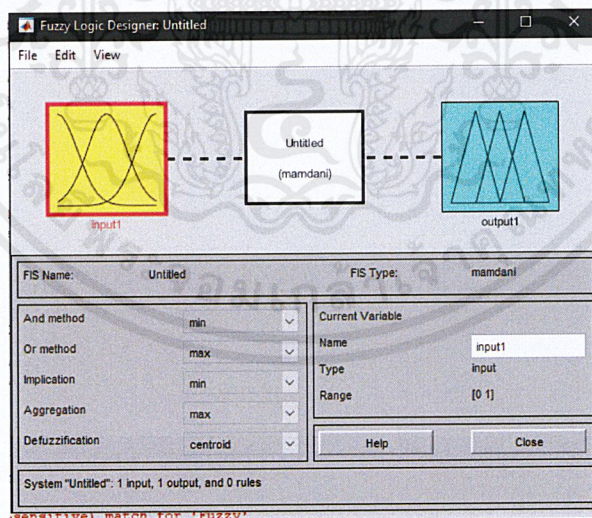 Fuzzy Logic Designer: Untitled
File Edit View
Untitled
(mamdani)
input1
output1
FIS Name: Untitled FIS Type: mamdani
And method min
Or method max
Implication min
Aggregation max
Defuzzification centroid
Current Variable
Name input1
Type input
Range [0 1]
Help Close
System "Untitled": 1 input, 1 output, and 0 rules
match for 'Fuzzy'